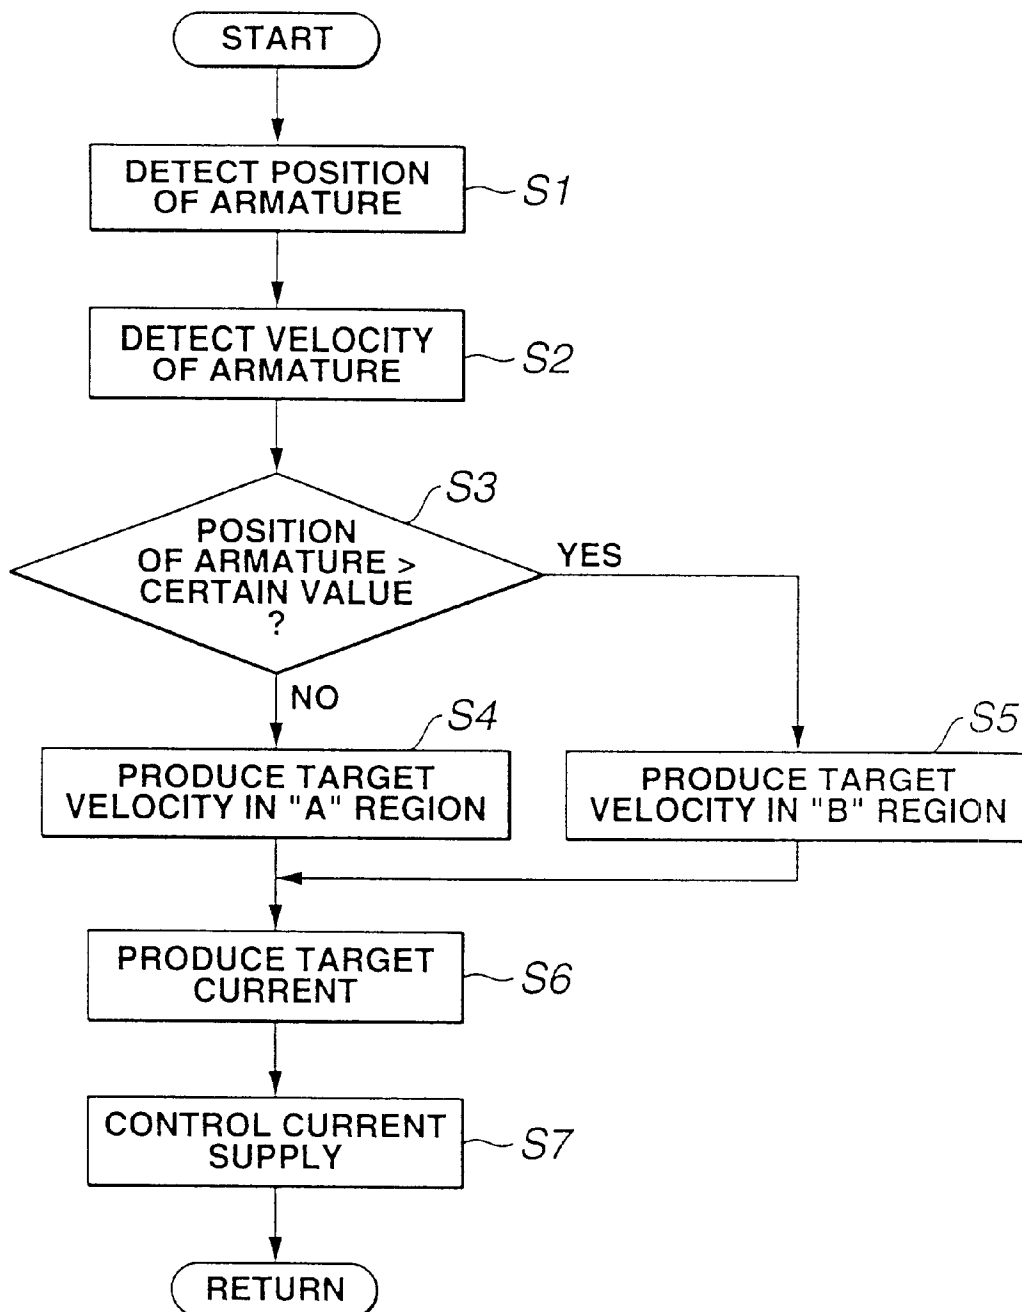 START
DETECT POSITION
OF ARMATURE
S1
DETECT VELOCITY
OF ARMATURE
S2
S3
POSITION
OF ARMATURE >
CERTAIN VALUE
?
YES
NO
S4
PRODUCE TARGET
VELOCITY IN "A" REGION
S5
PRODUCE TARGET
VELOCITY IN "B" REGION
PRODUCE TARGET
CURRENT
S6
CONTROL CURRENT
SUPPLY
S7
RETURN